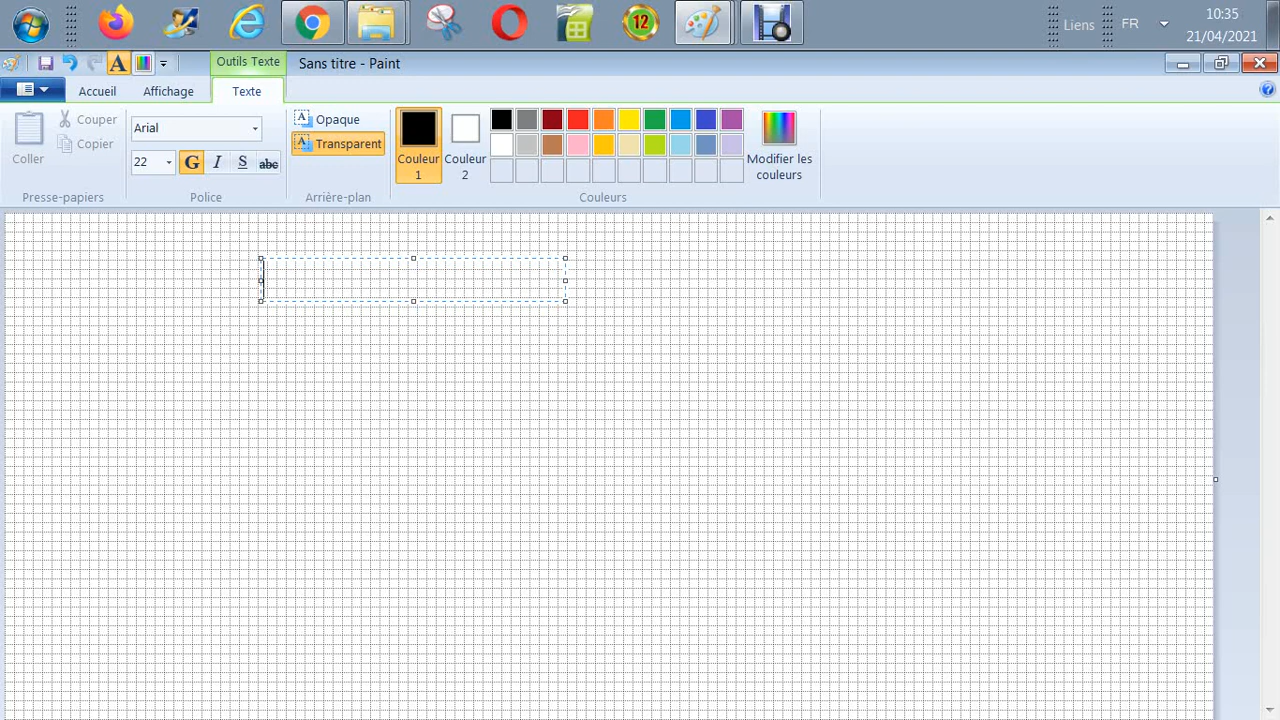 12
Liens
FR
10:35
21/04/2021
A
Outils Texte
Sans titre - Paint
Accueil
Affichage
Texte
Coller
Couper
Copier
Presse-papiers
Arial
22
G
I
S
abc
Police
Opaque
Transparent
Arrière-plan
Couleur
1
Couleur
2
Modifier les
couleurs
Couleurs